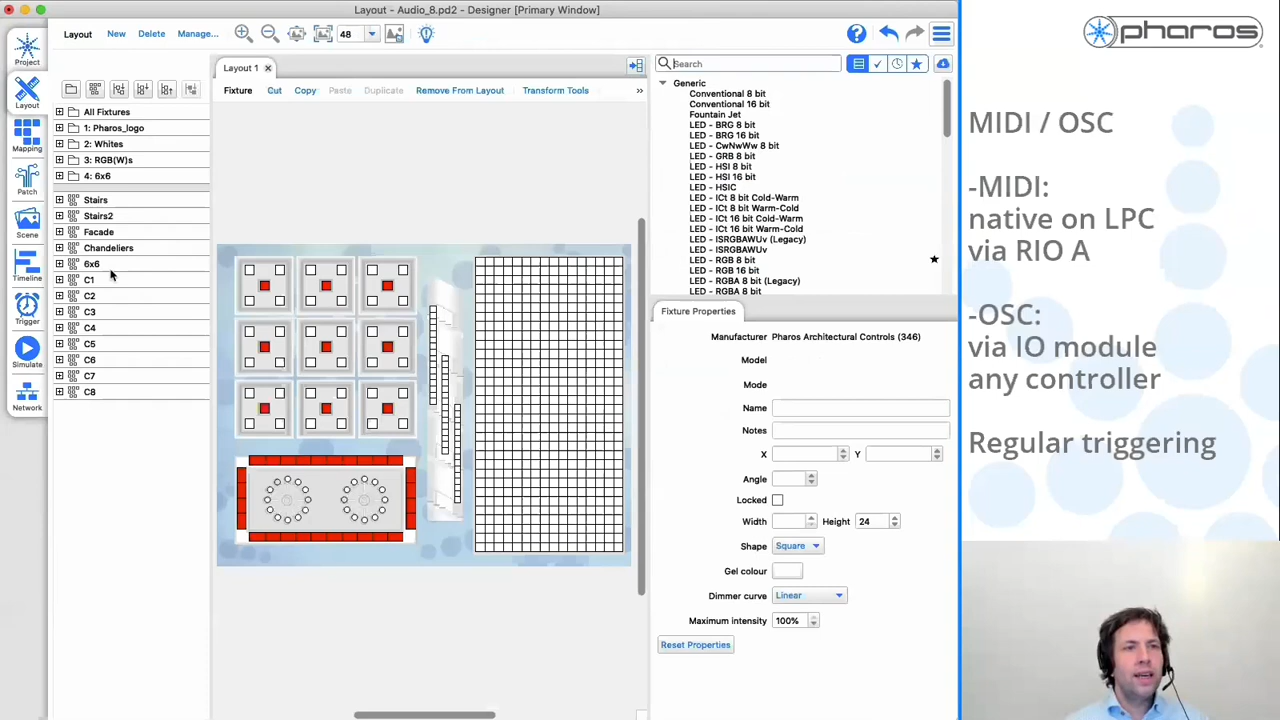 Layout - Audio_8.pd2 - Designer [Primary Window]
Layout New Delete Manage... 48
pharos
Project
Layout
Mapping
Patch
Scene
Timeline
Trigger
Simulate
Network
All Fixtures
1: Pharos_logo
2: Whites
3: RGB(W)s
4: 6x6
Stairs
Stairs2
Facade
Chandeliers
6x6
C1
C2
C3
C4
C5
C6
C7
C8
Layout 1
Fixture Cut Copy Paste Duplicate Remove From Layout Transform Tools »
Search
Generic
Conventional 8 bit
Conventional 16 bit
Fountain Jet
LED - BRG 8 bit
LED - BRG 16 bit
LED - CwNwWw 8 bit
LED - GRB 8 bit
LED - HSI 8 bit
LED - HSI 16 bit
LED - HSIC
LED - ICt 8 bit Cold-Warm
LED - ICt 8 bit Warm-Cold
LED - ICt 16 bit Cold-Warm
LED - ICt 16 bit Warm-Cold
LED - ISRGBAWUv (Legacy)
LED - ISRGBAWUv
LED - RGB 8 bit
LED - RGB 16 bit
LED - RGBA 8 bit (Legacy)
LED - RGBA 8 bit
Fixture Properties
Manufacturer Pharos Architectural Controls (346)
Model
Mode
Name
Notes
X Y
Angle
Locked
Width Height 24
Shape Square
Gel colour
Dimmer curve Linear
Maximum intensity 100%
Reset Properties
MIDI / OSC
-MIDI:
native on LPC
via RIO A
-OSC:
via IO module
any controller
Regular triggering